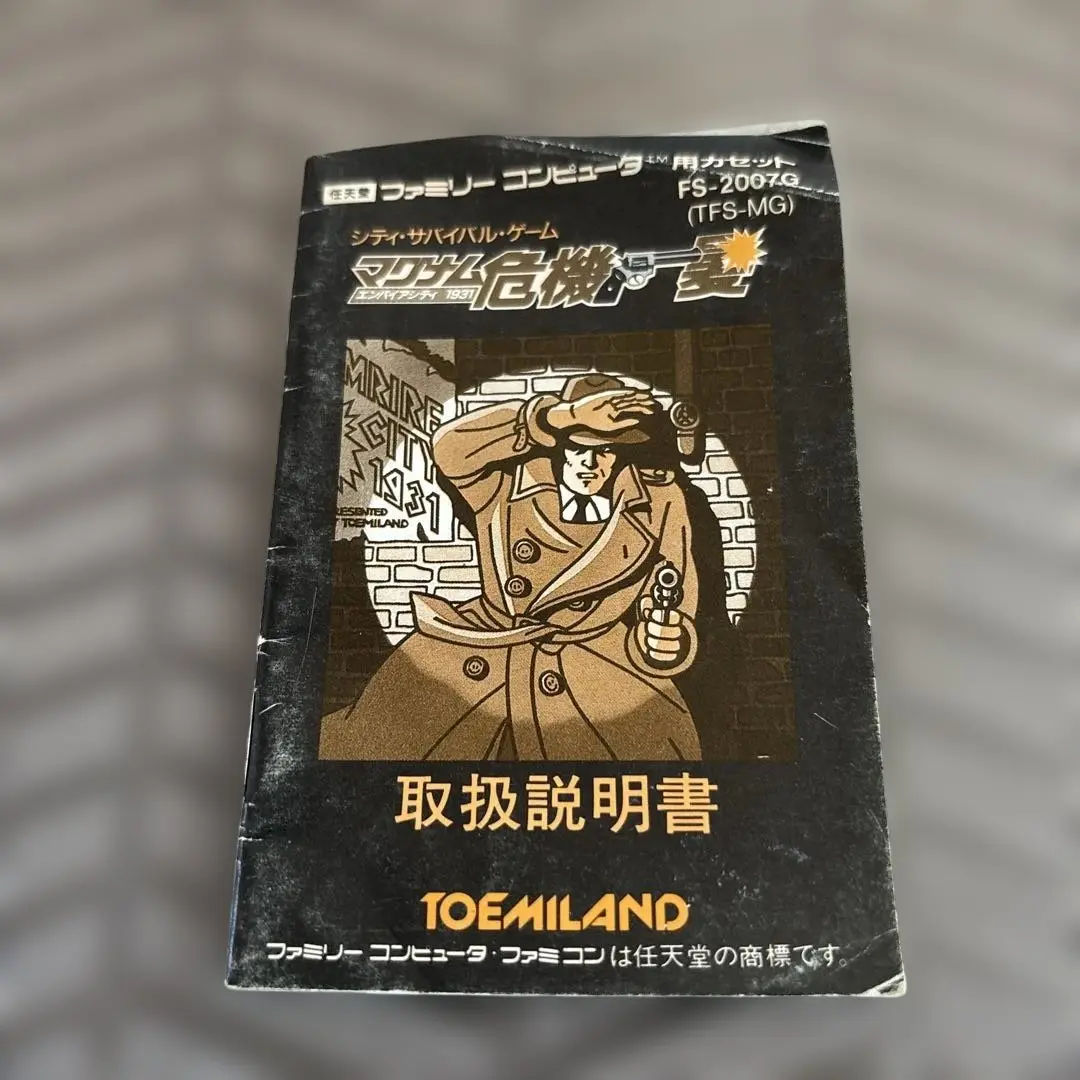 任天堂 ファミリー コンピュータ™用カセット
FS-2007G
(TFS-MG)
シティ・サバイバル・ゲーム
マグナム危機一髪
エンパイアシティ 1931
EMPIRE
CITY
1931
PRESENTED
BY TOEMILAND
取扱説明書
TOEMILAND
ファミリー コンピュータ・ファミコンは任天堂の商標です。